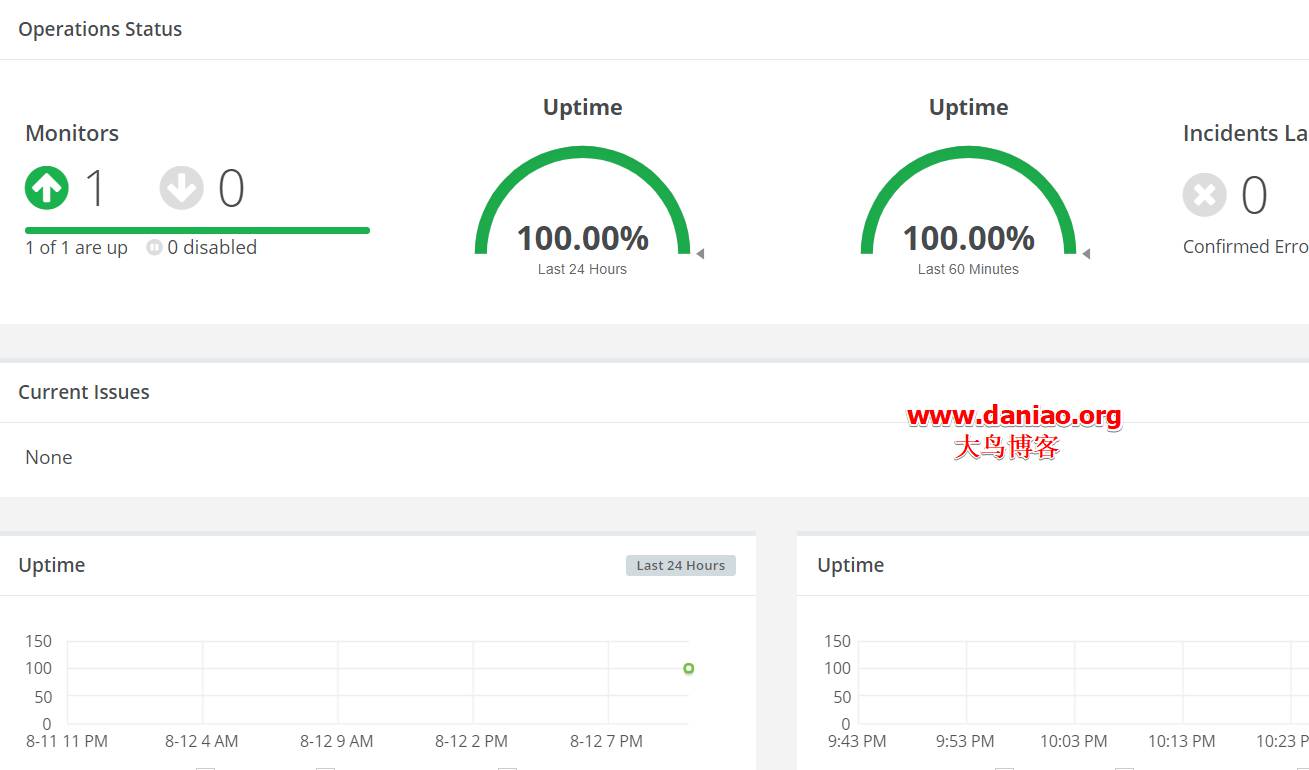 Operations Status
Monitors
1
0
1 of 1 are up
0 disabled
Uptime
100.00%
Last 24 Hours
Uptime
100.00%
Last 60 Minutes
Incidents La
0
Confirmed Erro
Current Issues
None
www.daniao.org
大鸟博客
Uptime
Last 24 Hours
150
100
50
0
8-11 11 PM
8-12 4 AM
8-12 9 AM
8-12 2 PM
8-12 7 PM
Uptime
150
100
50
0
9:43 PM
9:53 PM
10:03 PM
10:13 PM
10:23 P